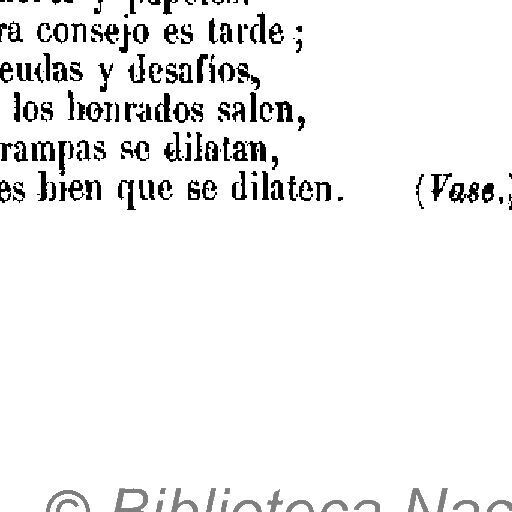 ra consejo es tarde ;
eudas y desafíos,
los honrados salen,
rampas se dilatan,
es bien que se dilaten. (Vase.)
© Biblioteca Nac